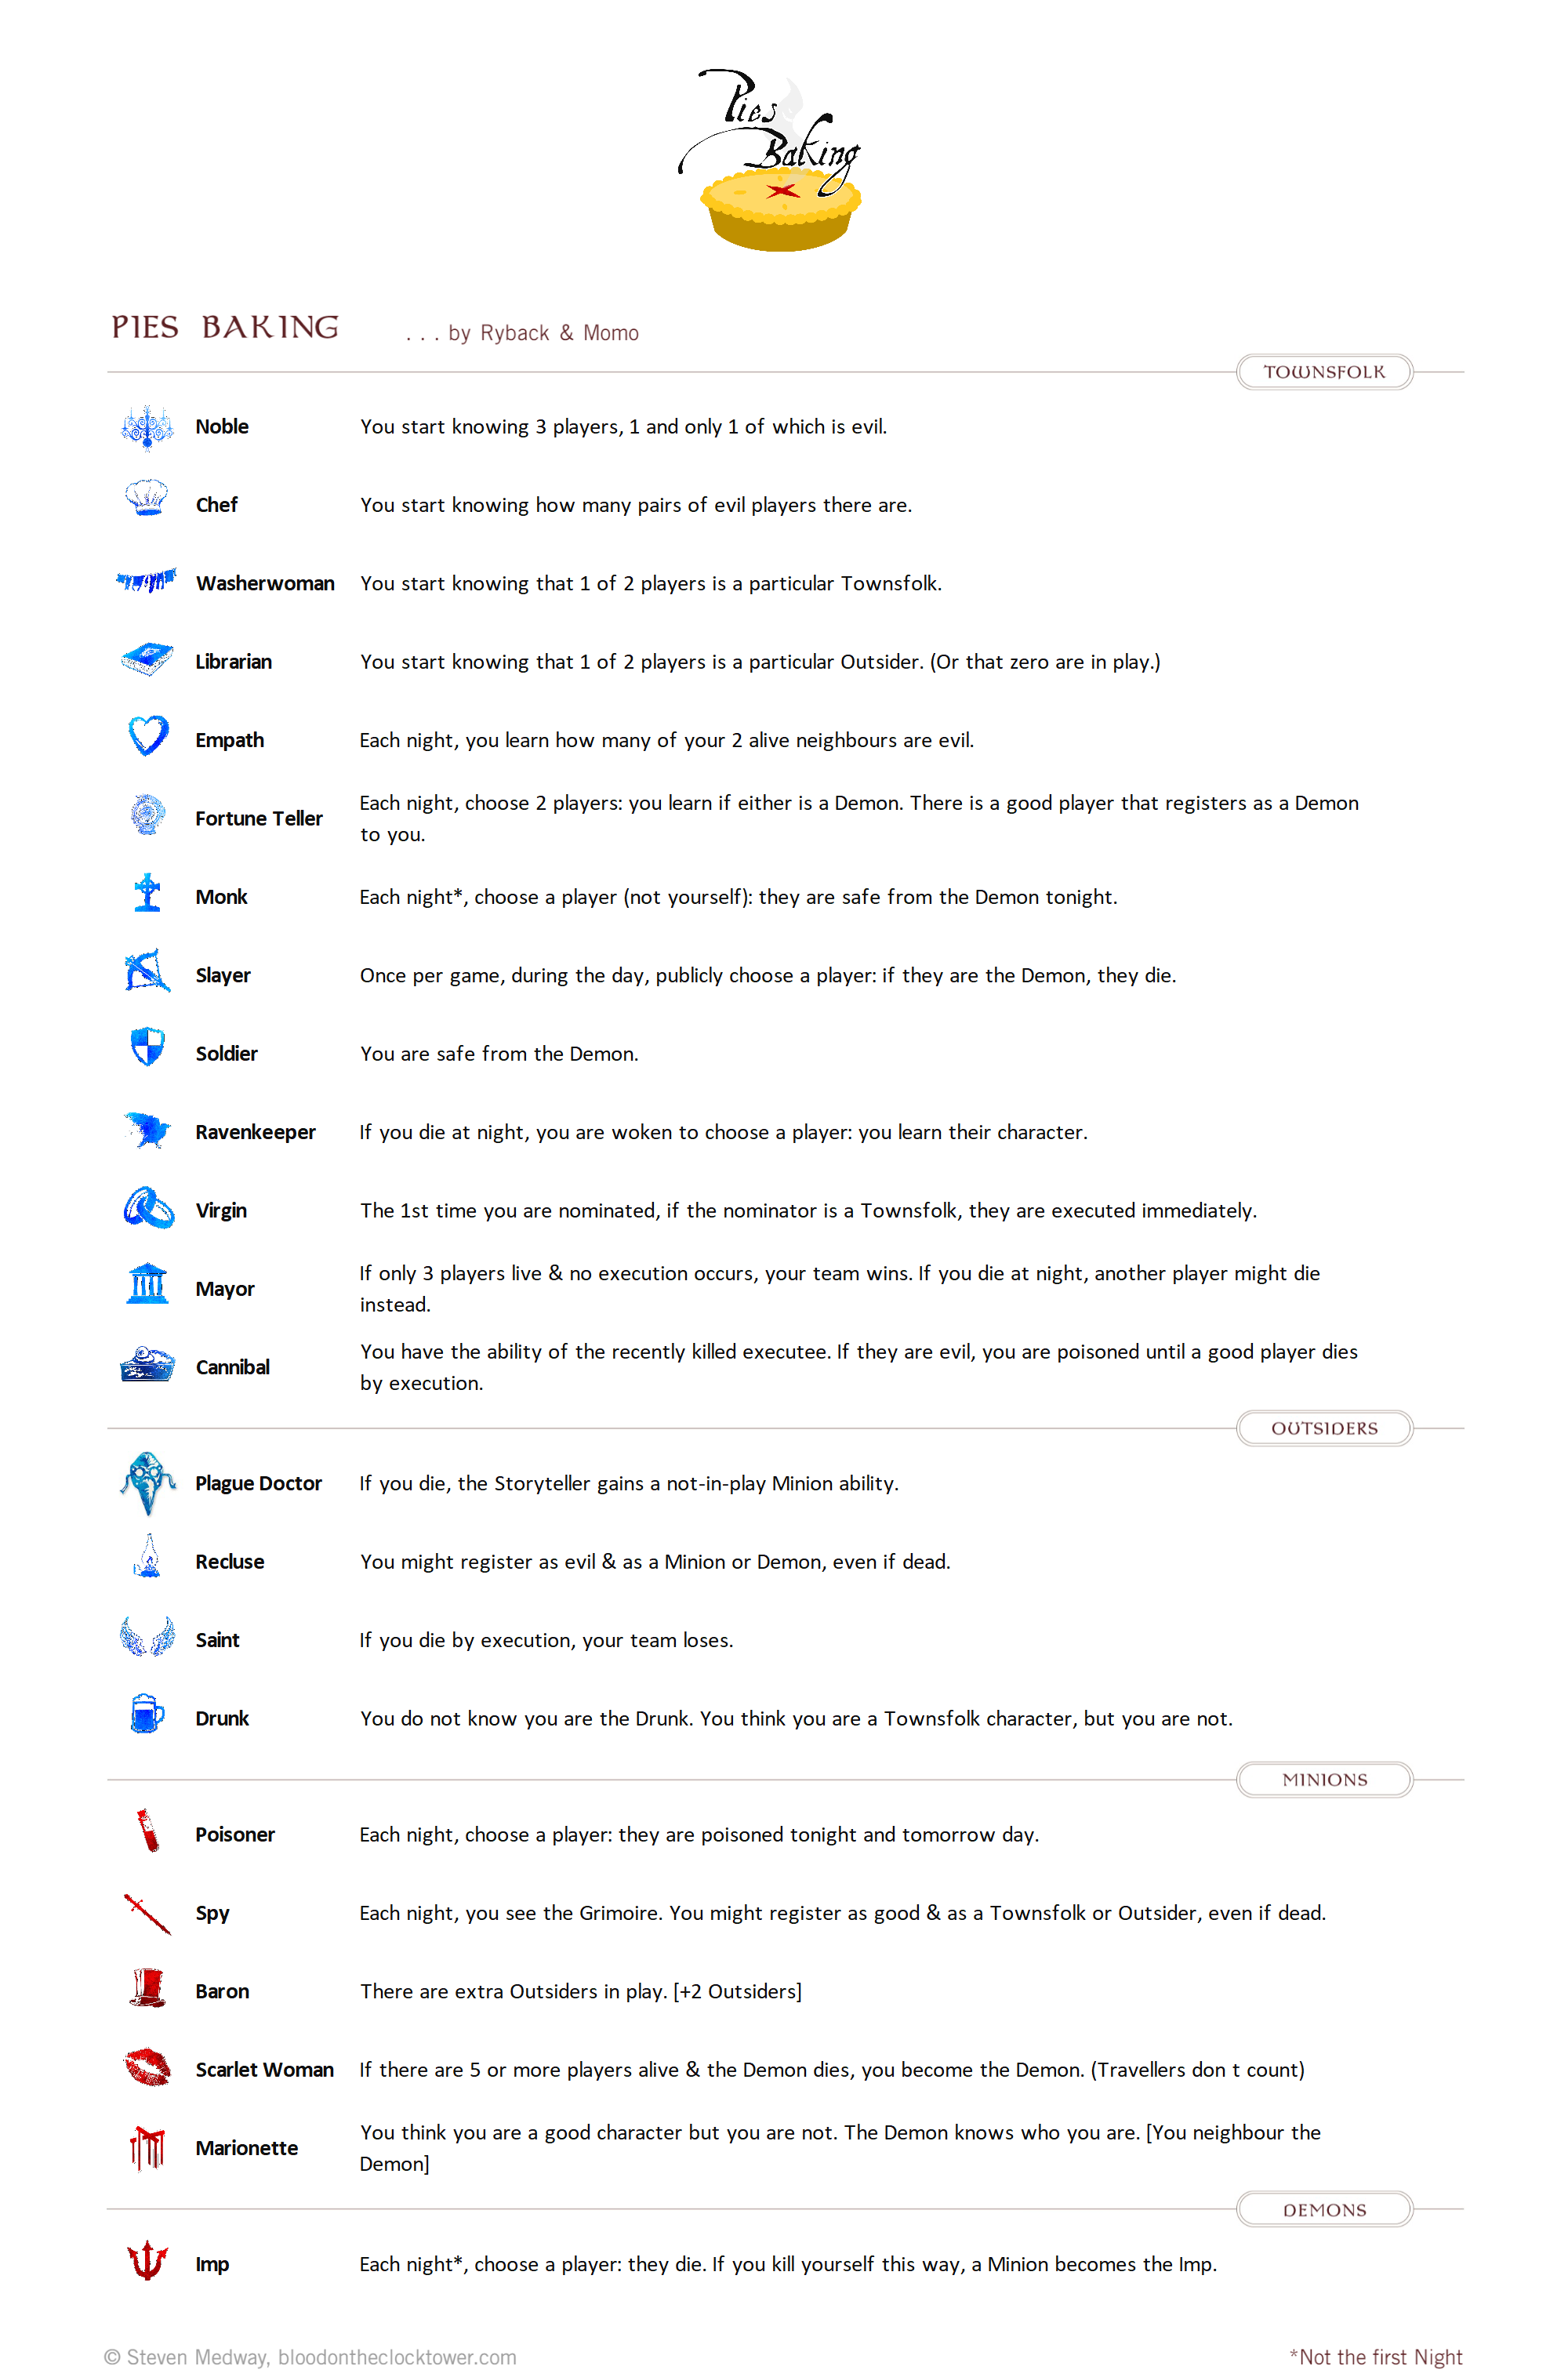 Pies
Baking
PIES BAKING ... by Ryback & Momo
TOWNSFOLK
Noble You start knowing 3 players, 1 and only 1 of which is evil.
Chef You start knowing how many pairs of evil players there are.
Washerwoman You start knowing that 1 of 2 players is a particular Townsfolk.
Librarian You start knowing that 1 of 2 players is a particular Outsider. (Or that zero are in play.)
Empath Each night, you learn how many of your 2 alive neighbours are evil.
Fortune Teller Each night, choose 2 players: you learn if either is a Demon. There is a good player that registers as a Demon
to you.
Monk Each night*, choose a player (not yourself): they are safe from the Demon tonight.
Slayer Once per game, during the day, publicly choose a player: if they are the Demon, they die.
Soldier You are safe from the Demon.
Ravenkeeper If you die at night, you are woken to choose a player: you learn their character.
Virgin The 1st time you are nominated, if the nominator is a Townsfolk, they are executed immediately.
Mayor If only 3 players live & no execution occurs, your team wins. If you die at night, another player might die
instead.
Cannibal You have the ability of the recently killed executee. If they are evil, you are poisoned until a good player dies
by execution.
OUTSIDERS
Plague Doctor If you die, the Storyteller gains a not-in-play Minion ability.
Recluse You might register as evil & as a Minion or Demon, even if dead.
Saint If you die by execution, your team loses.
Drunk You do not know you are the Drunk. You think you are a Townsfolk character, but you are not.
MINIONS
Poisoner Each night, choose a player: they are poisoned tonight and tomorrow day.
Spy Each night, you see the Grimoire. You might register as good & as a Townsfolk or Outsider, even if dead.
Baron There are extra Outsiders in play. [+2 Outsiders]
Scarlet Woman If there are 5 or more players alive & the Demon dies, you become the Demon. (Travellers don t count)
Marionette You think you are a good character but you are not. The Demon knows who you are. [You neighbour the
Demon]
DEMONS
Imp Each night*, choose a player: they die. If you kill yourself this way, a Minion becomes the Imp.
© Steven Medway, bloodontheclocktower.com *Not the first Night